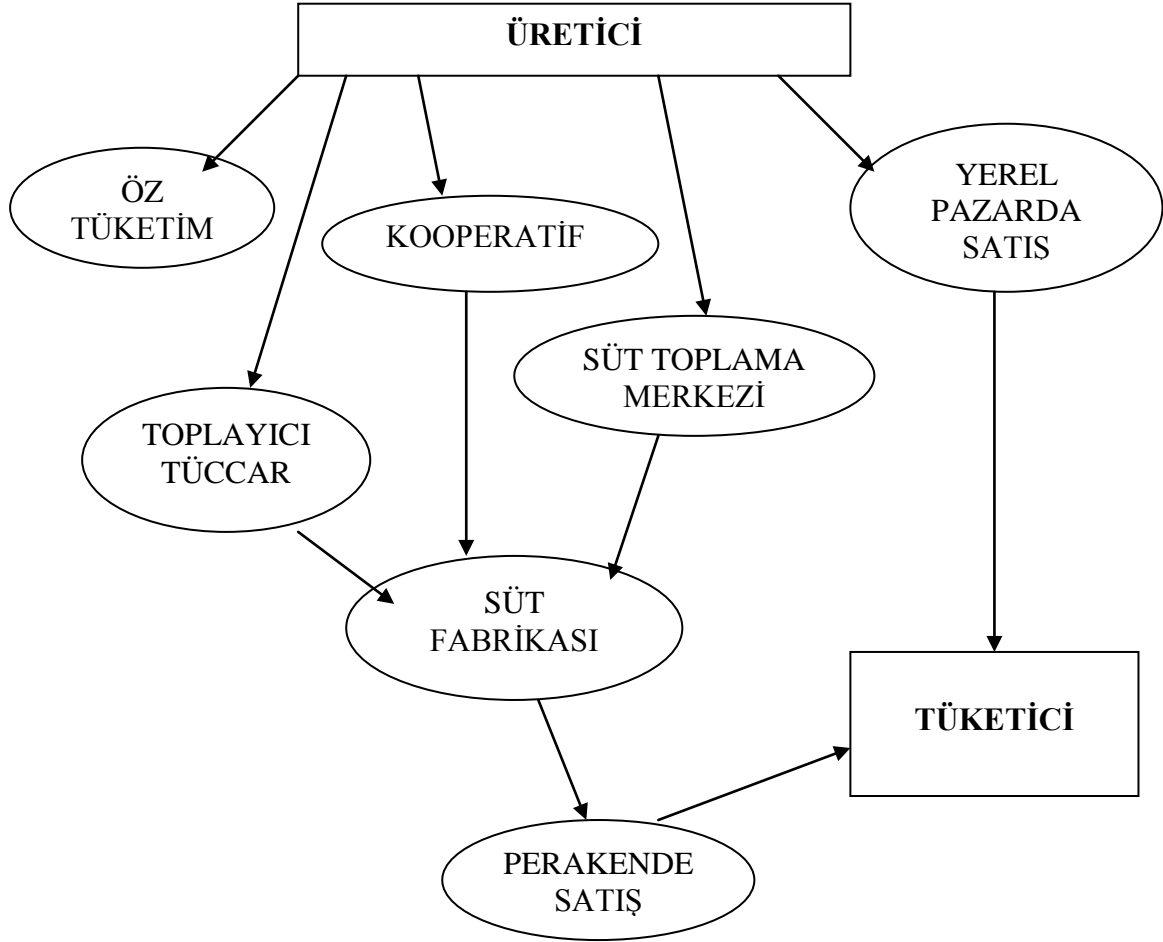 ÜRETİCİ
ÖZ
TÜKETİM
KOOPERATİF
YEREL
PAZARDA
SATIŞ
SÜT TOPLAMA
MERKEZİ
TOPLAYICI
TÜCCAR
SÜT
FABRİKASI
TÜKETİCİ
PERAKENDE
SATIŞ